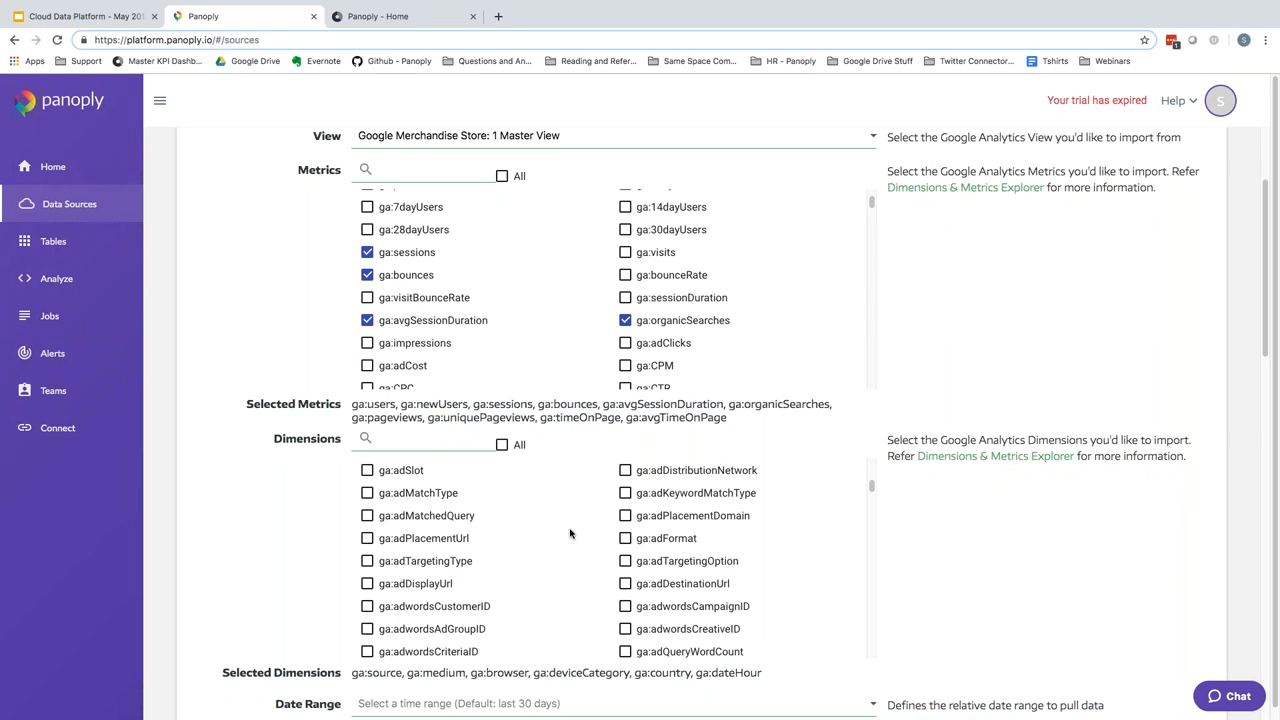 Cloud Data Platform - May 201
Panoply
Panoply - Home
https://platform.panoply.io/#/sources
Apps
Support
Master KPI Dashb...
Google Drive
Evernote
Github - Panoply
Questions and An...
Reading and Refer...
Same Space Com...
HR - Panoply
Google Drive Stuff
Twitter Connector...
Tshirts
Webinars
panoply
Your trial has expired
Help
S
Home
Data Sources
Tables
Analyze
Jobs
Alerts
Teams
Connect
View
Google Merchandise Store: 1 Master View
Select the Google Analytics View you'd like to import from
Metrics
All
Select the Google Analytics Metrics you'd like to import. Refer
Dimensions & Metrics Explorer for more information.
ga:7dayUsers
ga:14dayUsers
ga:28dayUsers
ga:30dayUsers
ga:sessions
ga:visits
ga:bounces
ga:bounceRate
ga:visitBounceRate
ga:sessionDuration
ga:avgSessionDuration
ga:organicSearches
ga:impressions
ga:adClicks
ga:adCost
ga:CPM
ga:CPC
ga:CTR
Selected Metrics
ga:users, ga:newUsers, ga:sessions, ga:bounces, ga:avgSessionDuration, ga:organicSearches,
ga:pageviews, ga:uniquePageviews, ga:timeOnPage, ga:avgTimeOnPage
Dimensions
All
Select the Google Analytics Dimensions you'd like to import.
Refer Dimensions & Metrics Explorer for more information.
ga:adSlot
ga:adDistributionNetwork
ga:adMatchType
ga:adKeywordMatchType
ga:adMatchedQuery
ga:adPlacementDomain
ga:adPlacementUrl
ga:adFormat
ga:adTargetingType
ga:adTargetingOption
ga:adDisplayUrl
ga:adDestinationUrl
ga:adwordsCustomerID
ga:adwordsCampaignID
ga:adwordsAdGroupID
ga:adwordsCreativeID
ga:adwordsCriteriaID
ga:adQueryWordCount
Selected Dimensions
ga:source, ga:medium, ga:browser, ga:deviceCategory, ga:country, ga:dateHour
Date Range
Select a time range (Default: last 30 days)
Defines the relative date range to pull data
Chat